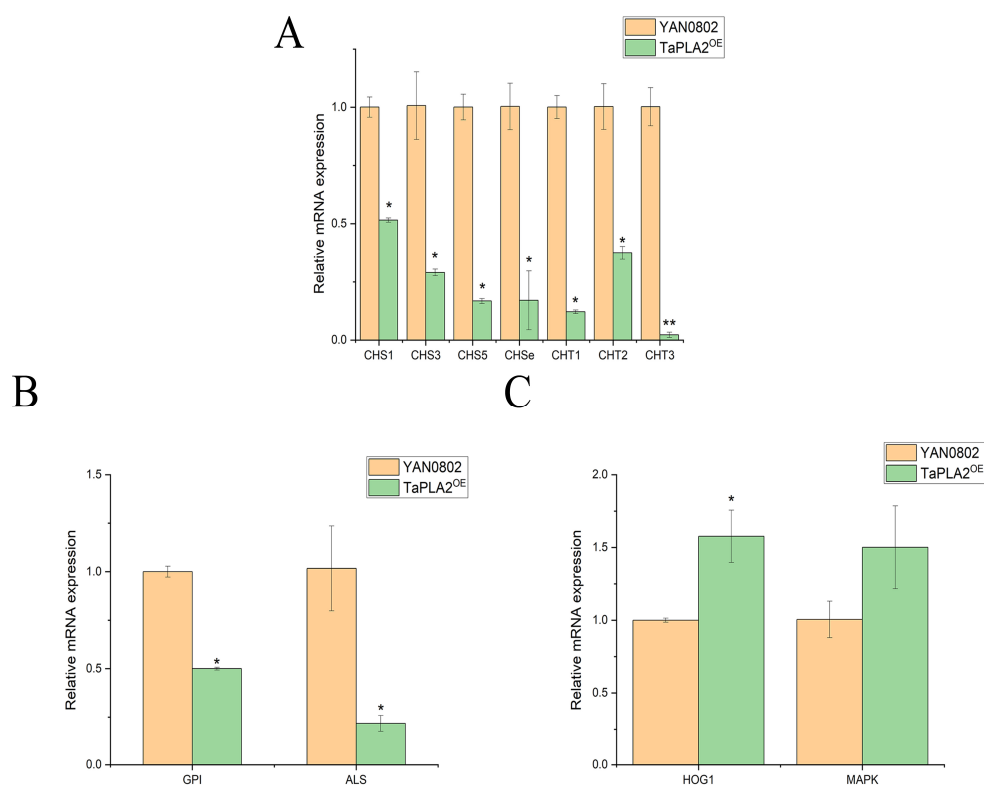 A
YAN0802
TaPLA2OE
Relative mRNA expression
1.0
0.5
0.0
*
*
*
*
*
*
**
CHS1 CHS3 CHS5 CHSe CHT1 CHT2 CHT3
B
YAN0802
TaPLA2OE
Relative mRNA expression
1.5
1.0
0.5
0.0
*
*
GPI ALS
C
YAN0802
TaPLA2OE
Relative mRNA expression
2.0
1.5
1.0
0.5
0.0
*
HOG1 MAPK